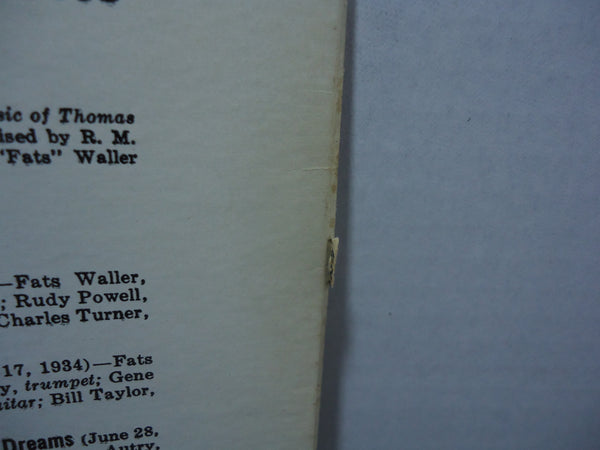 sic of Thomas
ised by R. M.
"Fats" Waller
—Fats Waller,
; Rudy Powell,
Charles Turner,
17, 1934)—Fats
y, trumpet; Gene
uitar; Bill Taylor,
Dreams (June 28,
Autry,